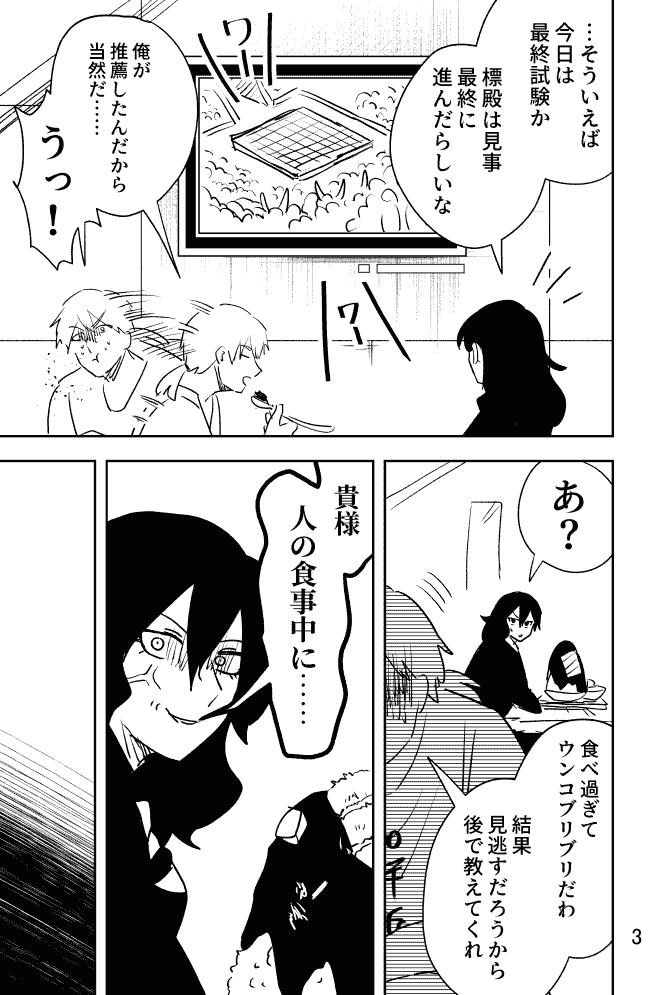 …そういえば
今日は
最終試験か
標殿は見事
最終に
進んだらしいな
ワー
俺が
推薦したんだから
当然だ……
うっ！
ワー
あ？
食べ過ぎて
ウンコブリブリだわ
結果
見逃すだろうから
後で教えてくれ
貴様
人の食事中に……
3